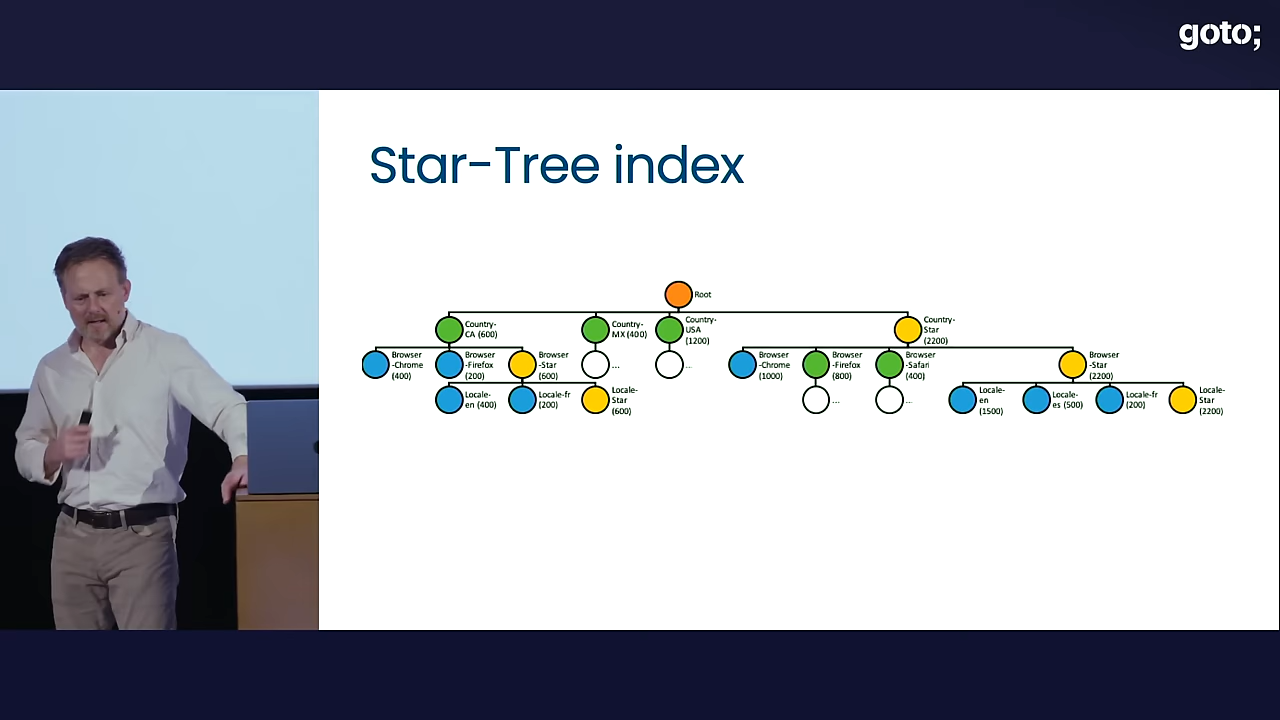 goto;
Star-Tree index
Root
Country-
CA (600)
Country-
MX (400)
Country-
USA
(1200)
Country-
Star
(2200)
Browser
-Chrome
(400)
Browser
-Firefox
(200)
Browser
-Star
(600)
...
...
Browser
-Chrome
(1000)
Browser
-Firefox
(800)
Browser
-Safari
(400)
Browser
-Star
(2200)
Locale-
en (400)
Locale-fr
(200)
Locale-
Star
(600)
...
...
Locale-
en
(1500)
Locale-
es (500)
Locale-fr
(200)
Locale-
Star
(2200)